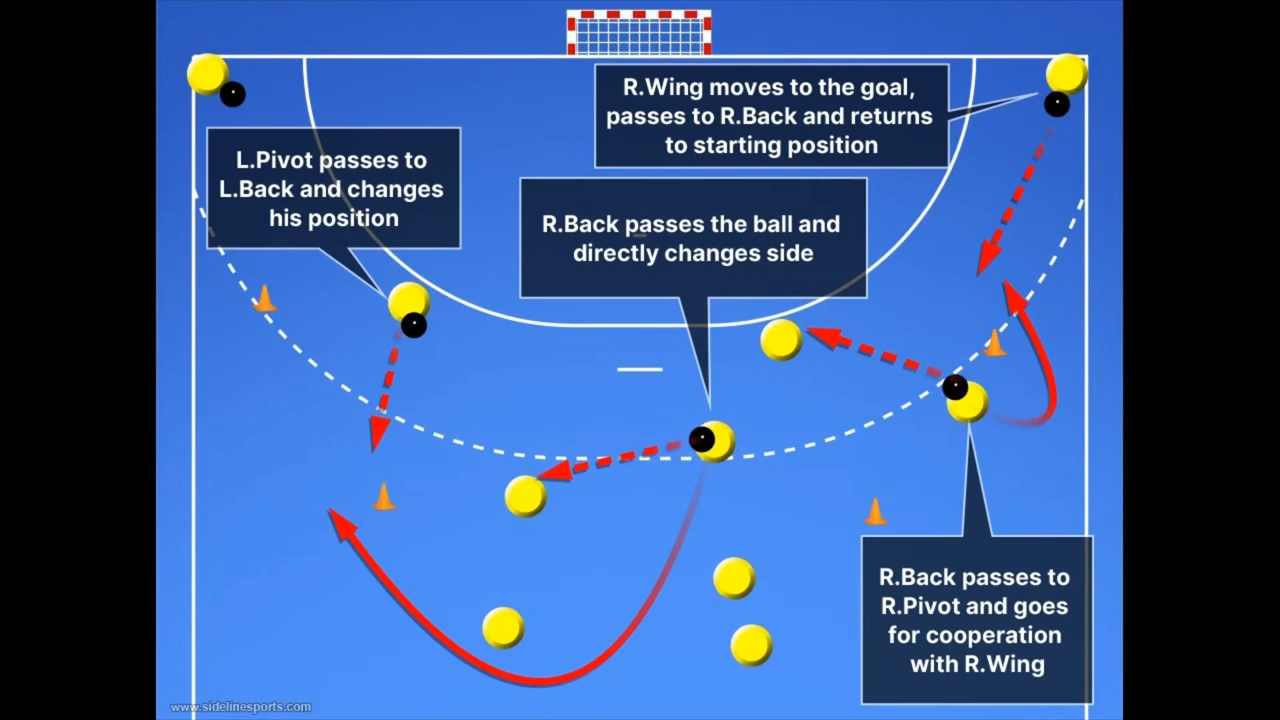 R.Wing moves to the goal,
passes to R.Back and returns
to starting position
L.Pivot passes to
L.Back and changes
his position
R.Back passes the ball and
directly changes side
R.Back passes to
R.Pivot and goes
for cooperation
with R.Wing
www.sidelinesports.com